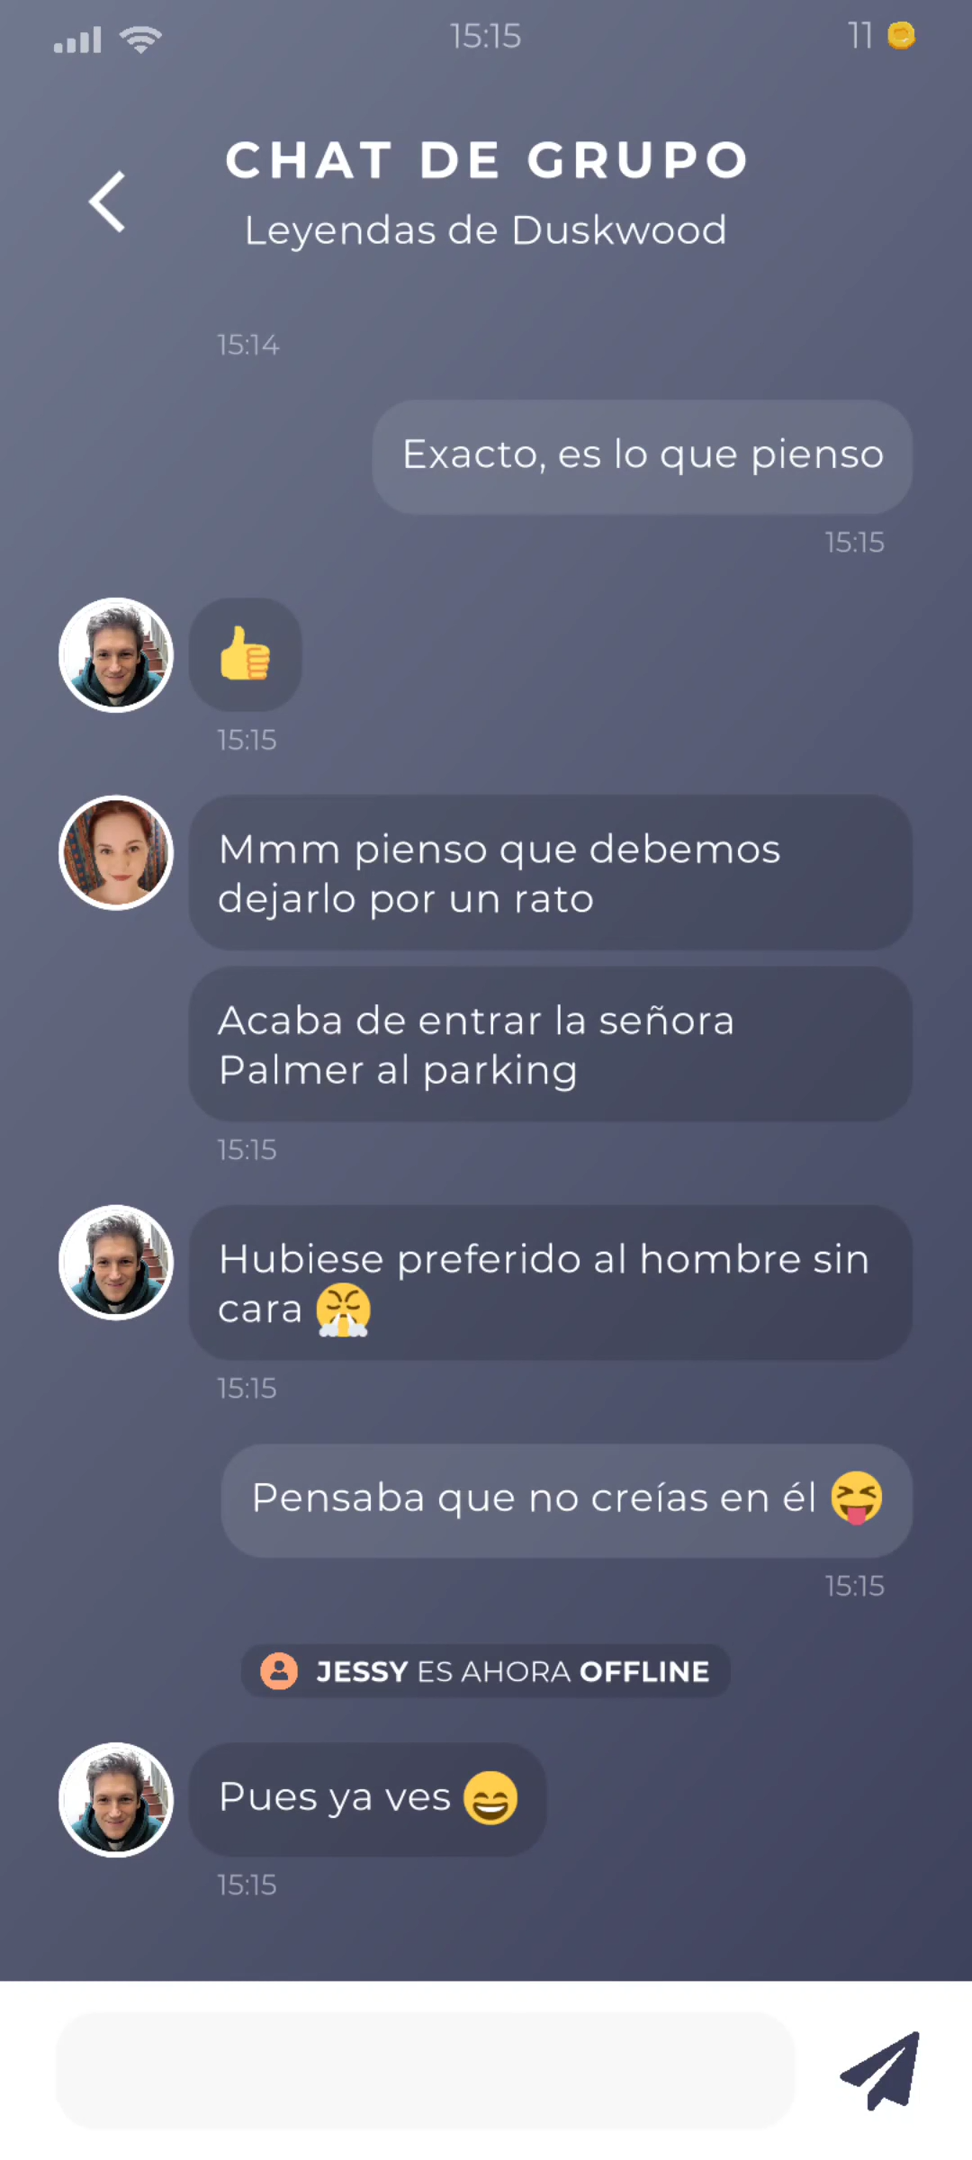 15:15
11
CHAT DE GRUPO
Leyendas de Duskwood
15:14
Exacto, es lo que pienso
15:15
👍
15:15
Mmm pienso que debemos
dejarlo por un rato
Acaba de entrar la señora
Palmer al parking
15:15
Hubiese preferido al hombre sin
cara 😤
15:15
Pensaba que no creías en él 😝
15:15
JESSY ES AHORA OFFLINE
Pues ya ves 😄
15:15